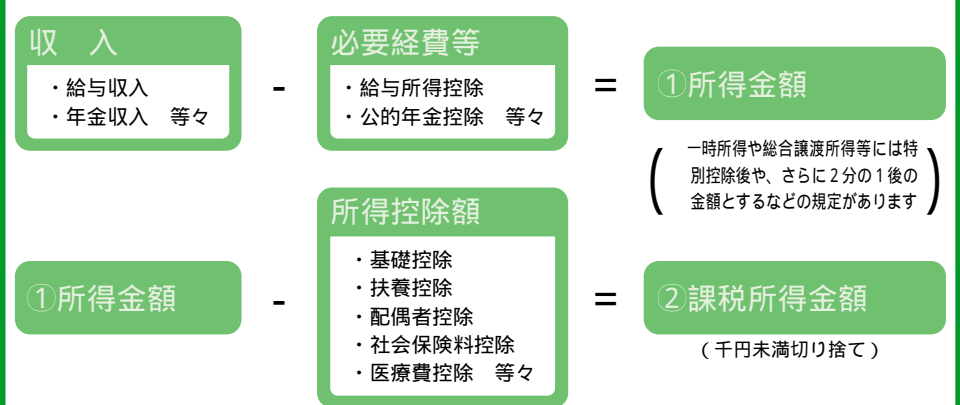 収　入
・給与収入
・年金収入　等々
-
必要経費等
・給与所得控除
・公的年金控除　等々
=
①所得金額
(一時所得や総合譲渡所得等には特
別控除後や、さらに２分の１後の
金額とするなどの規定があります)
①所得金額
-
所得控除額
・基礎控除
・扶養控除
・配偶者控除
・社会保険料控除
・医療費控除　等々
=
②課税所得金額
（千円未満切り捨て）